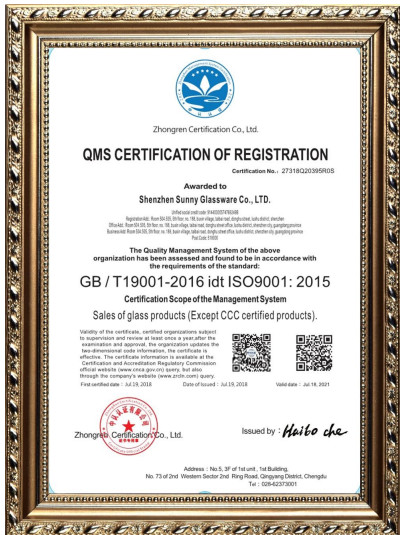 Zhongren Certification Co., Ltd.
QMS CERTIFICATION OF REGISTRATION
Certification No.: 27318Q20395R0S
Awarded to
Shenzhen Sunny Glassware Co., LTD.
The Quality Management System of the above
organization has been assessed and found to be in accordance with
the requirements of the standard:
GB / T19001-2016 idt ISO9001: 2015
Certification Scope of the Management System
Sales of glass products (Except CCC certified products).
Validity of the certificate, certified organizations subject
to supervision and review at least once a year,after the
examination and approval, the organization updates the
two-dimensional code information, the certificate is
effective. The certificate information is available at the
Certification and Accreditation Regulatory Commission
official website (www.cnca.gov.cn) query, but also
through the company's website (www.zrctn.com) query.
First certified date : Jul.19, 2018
Date of Issued : Jul.19, 2018
Valid date : Jul.19, 2021
Zhongren Certification Co., Ltd.
Issued by : Haibo che
Address : No.5, 3F of 1st unit , 1st Building,
No. 73 of 2nd Western Sector 2nd Ring Road, Qingyang District, Chengdu
Tel : 028-62373001